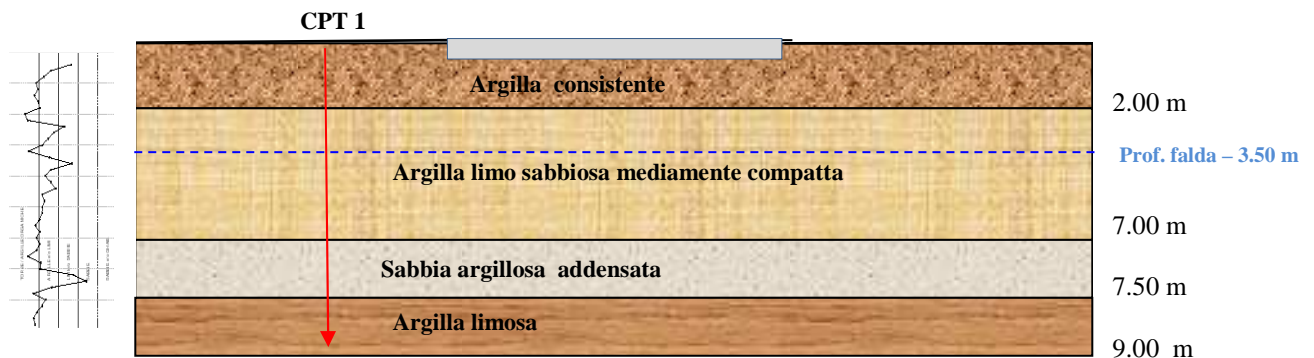 CPT 1
Argilla consistente
2.00 m
Prof. falda – 3.50 m
Argilla limo sabbiosa mediamente compatta
7.00 m
Sabbia argillosa addensata
7.50 m
Argilla limosa
9.00 m